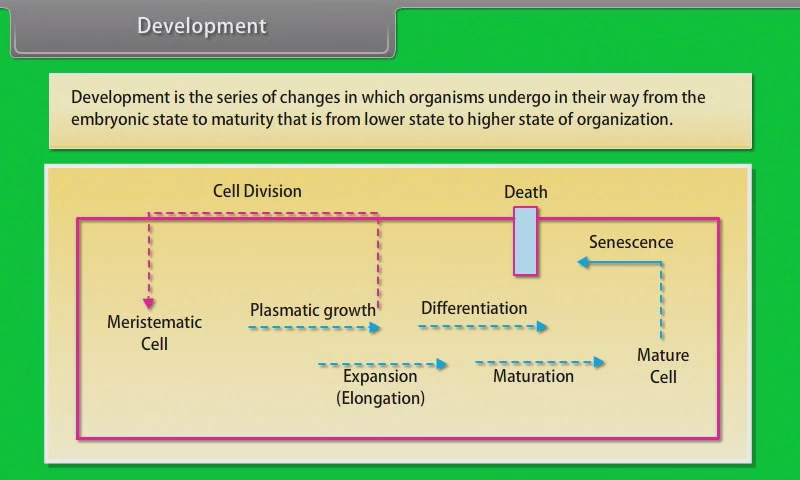 Development
Development is the series of changes in which organisms undergo in their way from the
embryonic state to maturity that is from lower state to higher state of organization.
Cell Division
Death
Senescence
Plasmatic growth
Differentiation
Meristematic
Cell
Expansion
(Elongation)
Maturation
Mature
Cell